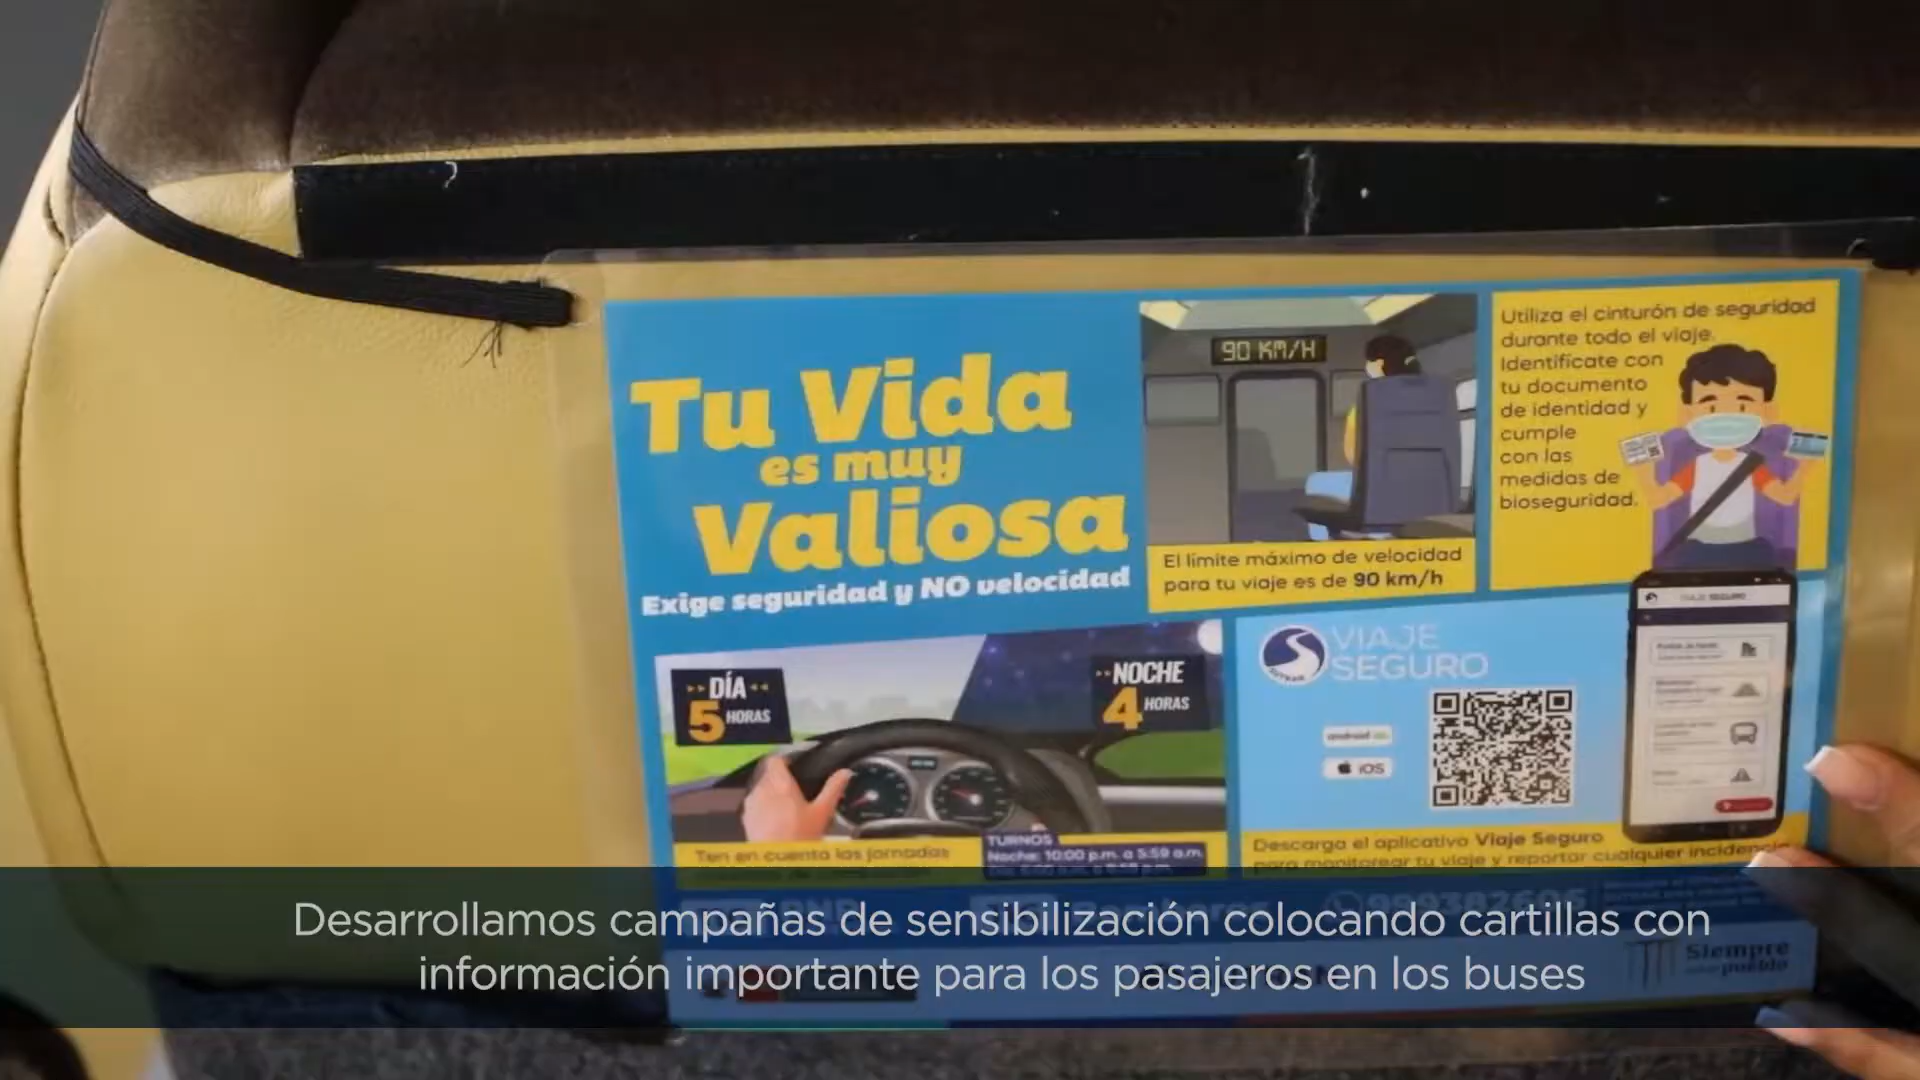 Tu Vida
es muy
Valiosa
Exige seguridad y NO velocidad
90 KM/H
El límite máximo de velocidad
para tu viaje es de 90 km/h
Utiliza el cinturón de seguridad
durante todo el viaje.
Identifícate con
tu documento
de identidad y
cumple
con las
medidas de
bioseguridad.
DÍA
5 HORAS
NOCHE
4 HORAS
Ten en cuenta las jornadas
TURNOS
Noche: 10:00 p.m. a 5:59 a.m.
VIAJE
SEGURO
android
iOS
VIAJE SEGURO
Descarga el aplicativo Viaje Seguro
para monitorear tu viaje y reportar cualquier incidencia
Siempre
Desarrollamos campañas de sensibilización colocando cartillas con
información importante para los pasajeros en los buses